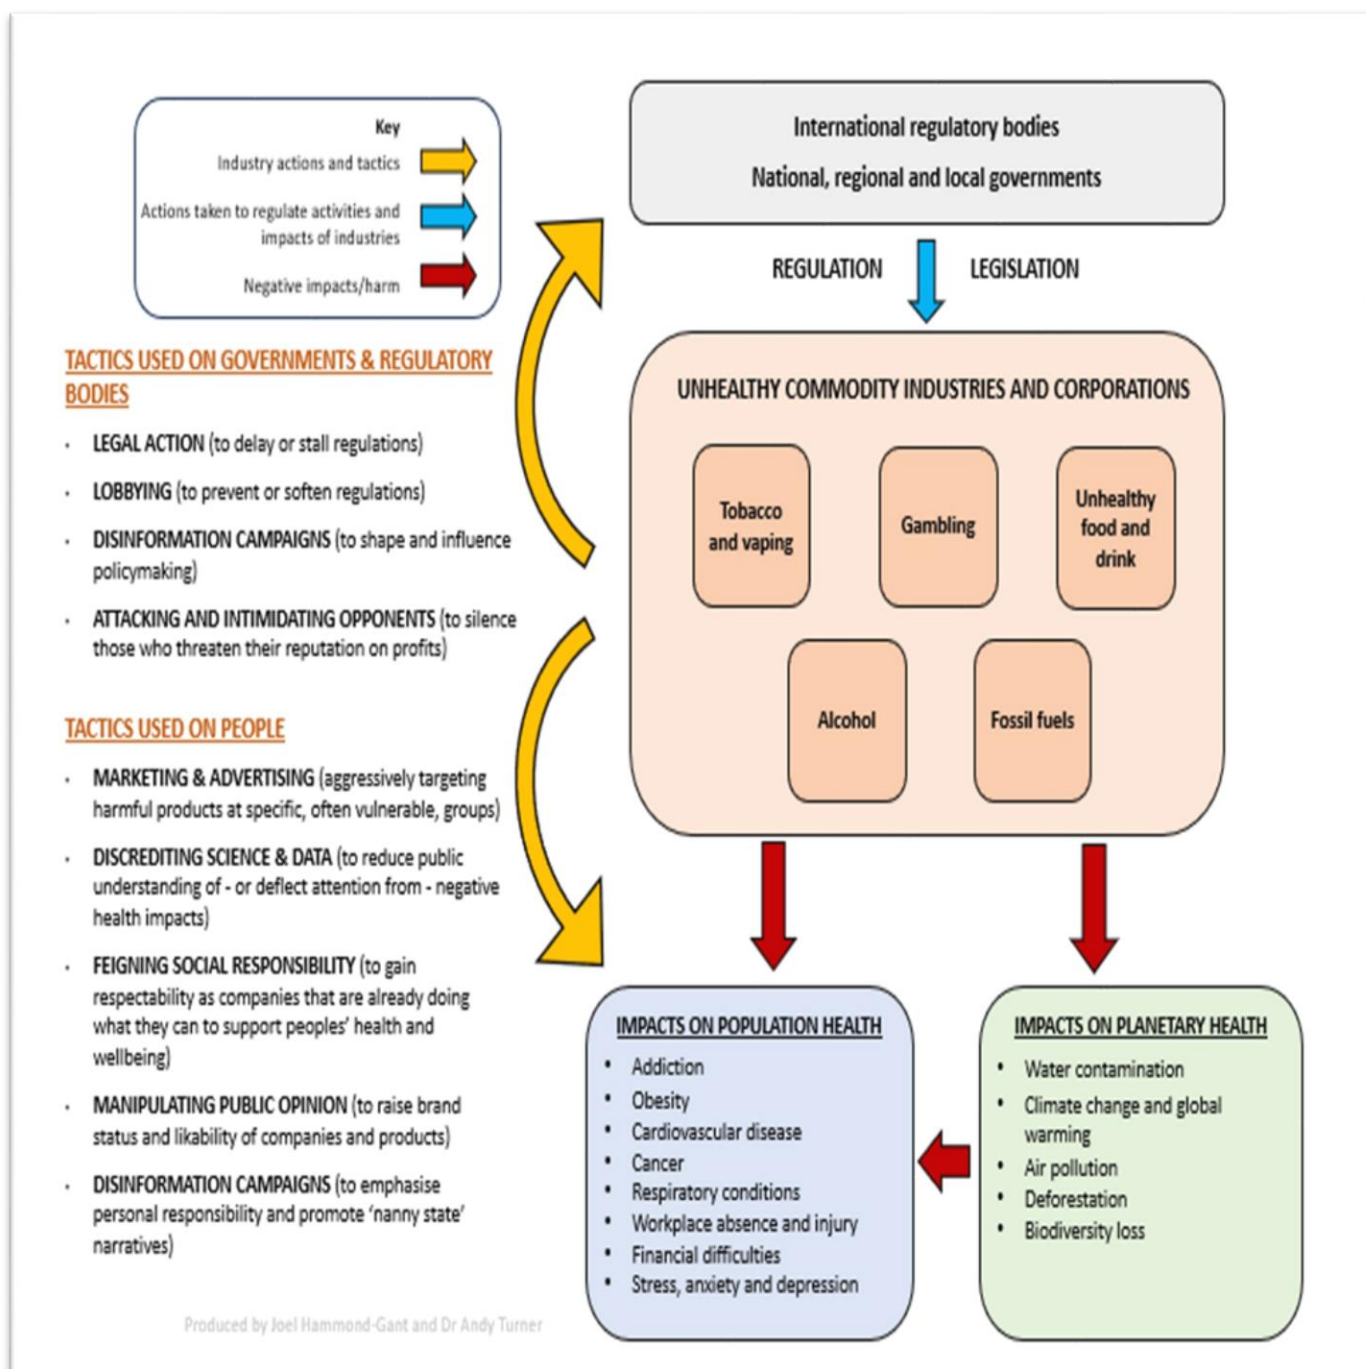 Key
Industry actions and tactics
Actions taken to regulate activities and
impacts of industries
Negative impacts/harm
International regulatory bodies
National, regional and local governments
REGULATION
LEGISLATION
TACTICS USED ON GOVERNMENTS & REGULATORY
BODIES
· LEGAL ACTION (to delay or stall regulations)
· LOBBYING (to prevent or soften regulations)
· DISINFORMATION CAMPAIGNS (to shape and influence
policymaking)
· ATTACKING AND INTIMIDATING OPPONENTS (to silence
those who threaten their reputation on profits)
TACTICS USED ON PEOPLE
· MARKETING & ADVERTISING (aggressively targeting
harmful products at specific, often vulnerable, groups)
· DISCREDITING SCIENCE & DATA (to reduce public
understanding of - or deflect attention from - negative
health impacts)
· FEIGNING SOCIAL RESPONSIBILITY (to gain
respectability as companies that are already doing
what they can to support peoples' health and
wellbeing)
· MANIPULATING PUBLIC OPINION (to raise brand
status and likability of companies and products)
· DISINFORMATION CAMPAIGNS (to emphasise
personal responsibility and promote 'nanny state'
narratives)
UNHEALTHY COMMODITY INDUSTRIES AND CORPORATIONS
Tobacco
and vaping
Gambling
Unhealthy
food and
drink
Alcohol
Fossil fuels
IMPACTS ON POPULATION HEALTH
• Addiction
• Obesity
• Cardiovascular disease
• Cancer
• Respiratory conditions
• Workplace absence and injury
• Financial difficulties
• Stress, anxiety and depression
IMPACTS ON PLANETARY HEALTH
• Water contamination
• Climate change and global
warming
• Air pollution
• Deforestation
• Biodiversity loss
Produced by Joel Hammond-Gant and Dr Andy Turner